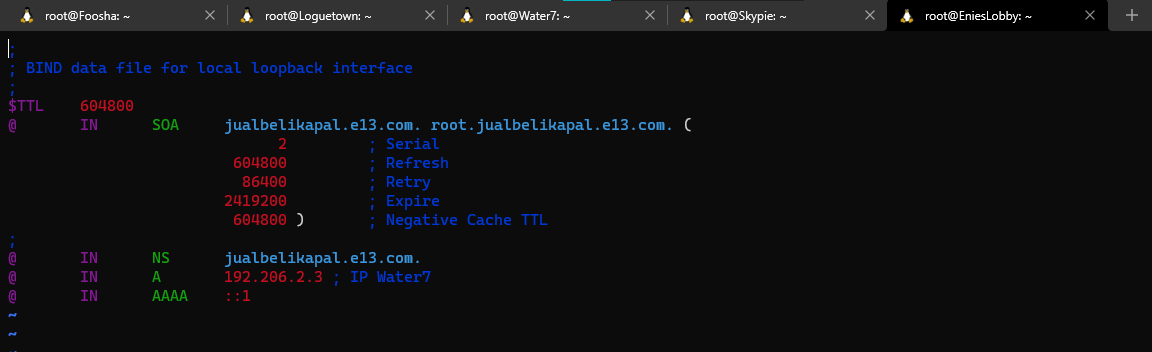 root@Foosha: ~ root@Loguetown: ~ root@Water7: ~ root@Skypie: ~ root@EniesLobby: ~
;
; BIND data file for local loopback interface
;
$TTL    604800
@       IN      SOA     jualbelikapal.e13.com. root.jualbelikapal.e13.com. (
                              2         ; Serial
                         604800         ; Refresh
                          86400         ; Retry
                        2419200         ; Expire
                         604800 )       ; Negative Cache TTL
;
@       IN      NS      jualbelikapal.e13.com.
@       IN      A       192.206.2.3 ; IP Water7
@       IN      AAAA    ::1
~
~